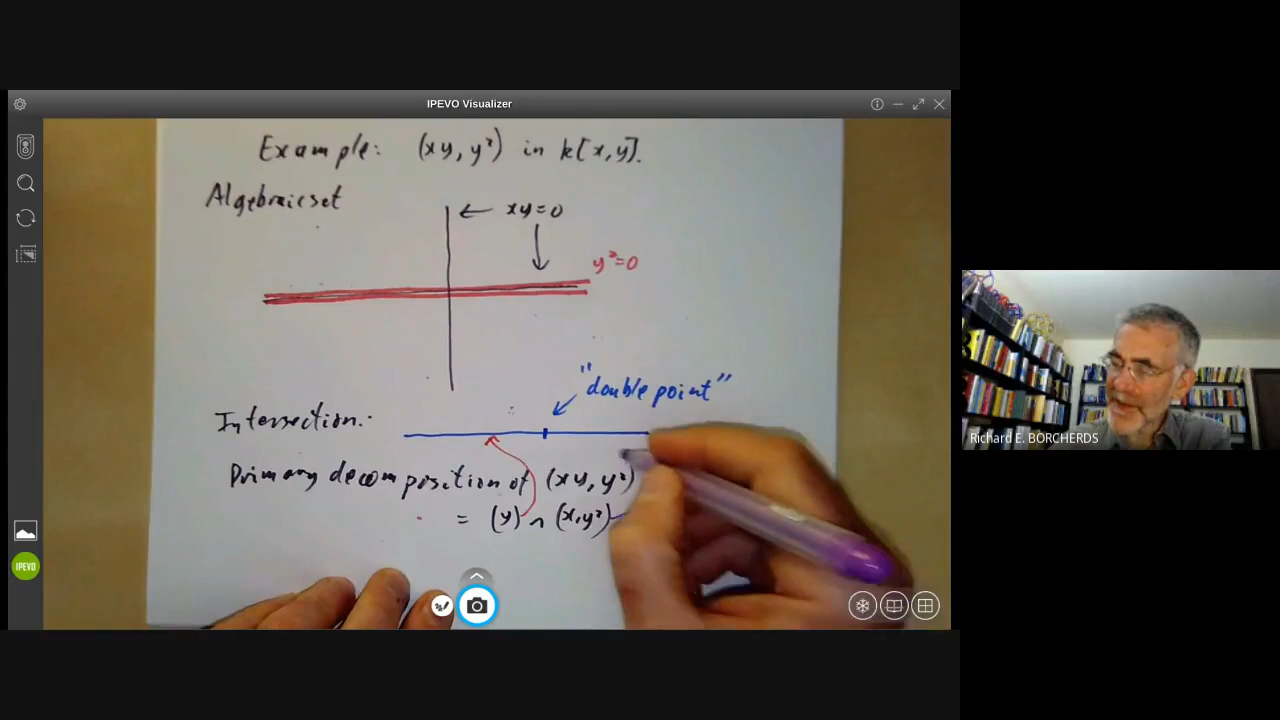 IPEVO Visualizer
Example: (xy, y²) in k[x,y].
Algebraic set
← xy=0
y²=0
"double point"
Intersection:
Richard E. BORCHERDS
Primary decomposition of (xy, y²)
= (y) ∩ (x,y²)
IPEVO